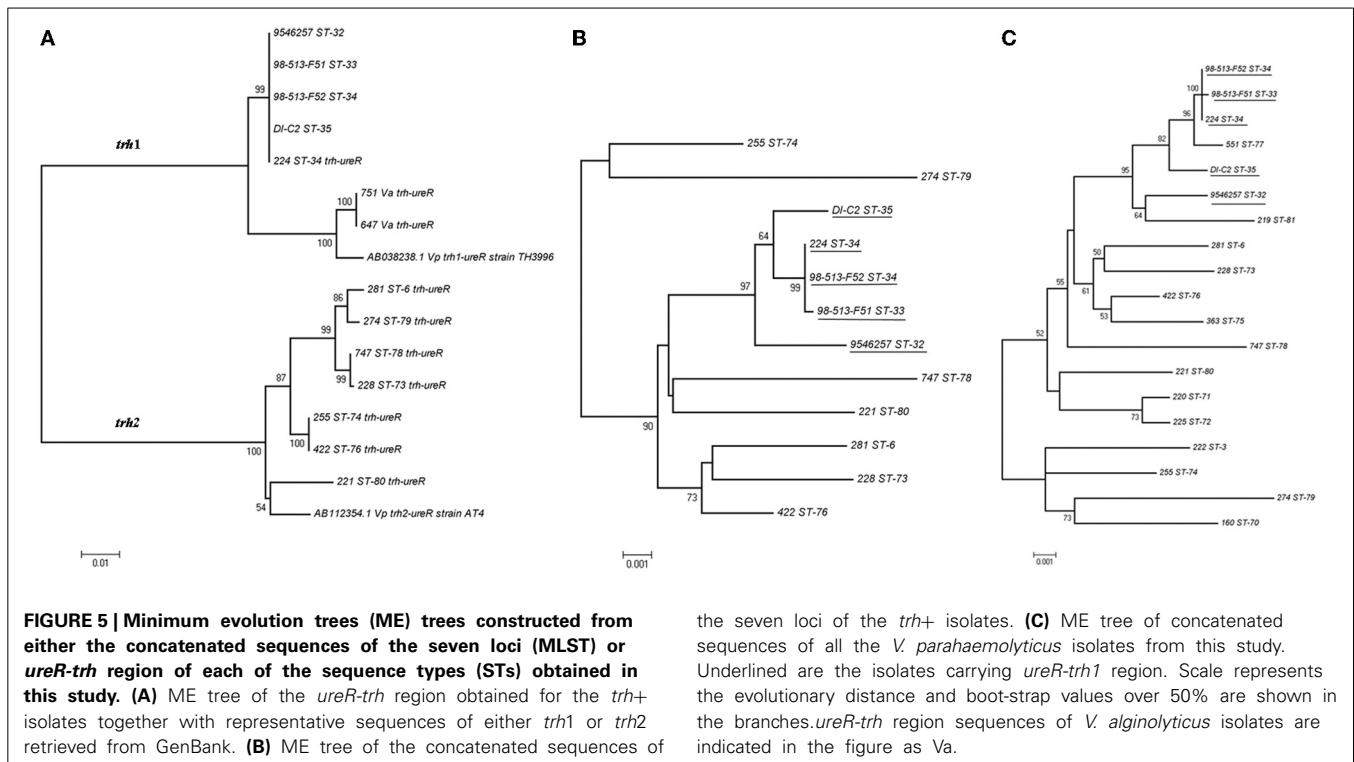 A
9546257 ST-32
98-513-F51 ST-33
99
98-513-F52 ST-34
DI-C2 ST-35
trh1
224 ST-34 trh-ureR
751 Va trh-ureR
100
647 Va trh-ureR
100
AB038238.1 Vp trh1-ureR strain TH3996
281 ST-6 trh-ureR
86
274 ST-79 trh-ureR
99
747 ST-78 trh-ureR
99
228 ST-73 trh-ureR
87
255 ST-74 trh-ureR
trh2
100
422 ST-76 trh-ureR
100
221 ST-80 trh-ureR
54
AB112354.1 Vp trh2-ureR strain AT4
0.01
B
255 ST-74
274 ST-79
DI-C2 ST-35
64
224 ST-34
97
98-513-F52 ST-34
99
98-513-F51 ST-33
9546257 ST-32
747 ST-78
221 ST-80
90
281 ST-6
228 ST-73
73
422 ST-76
0.001
C
98-513-F52 ST-34
100
98-513-F51 ST-33
96
224 ST-34
82
551 ST-77
95
DI-C2 ST-35
9546257 ST-32
64
219 ST-81
281 ST-6
50
228 ST-73
55
61
422 ST-76
53
363 ST-75
52
747 ST-78
221 ST-80
220 ST-71
73
225 ST-72
222 ST-3
255 ST-74
274 ST-79
73
160 ST-70
0.001
FIGURE 5 | Minimum evolution trees (ME) trees constructed from
either the concatenated sequences of the seven loci (MLST) or
ureR-trh region of each of the sequence types (STs) obtained in
this study. (A) ME tree of the ureR-trh region obtained for the trh+
isolates together with representative sequences of either trh1 or trh2
retrieved from GenBank. (B) ME tree of the concatenated sequences of
the seven loci of the trh+ isolates. (C) ME tree of concatenated
sequences of all the V. parahaemolyticus isolates from this study.
Underlined are the isolates carrying ureR-trh1 region. Scale represents
the evolutionary distance and boot-strap values over 50% are shown in
the branches.ureR-trh region sequences of V. alginolyticus isolates are
indicated in the figure as Va.